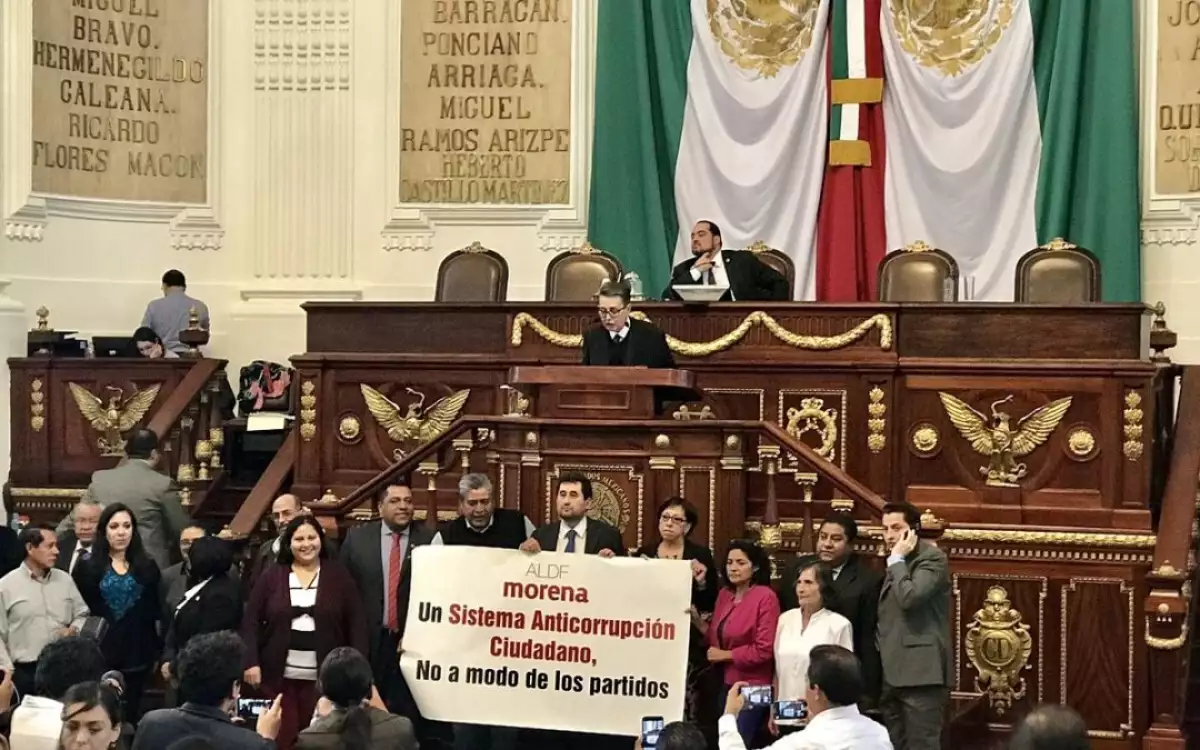 MIGUEL
BRAVO.
HERMENEGILDO
GALEANA.
RICARDO
FLORES MAGON
BARRAGÁN.
PONCIANO
ARRIAGA.
MIGUEL
RAMOS ARIZPE
HEBERTO
CASTILLO MARTINEZ
ALDF
morena
Un Sistema Anticorrupción
Ciudadano,
No a modo de los partidos